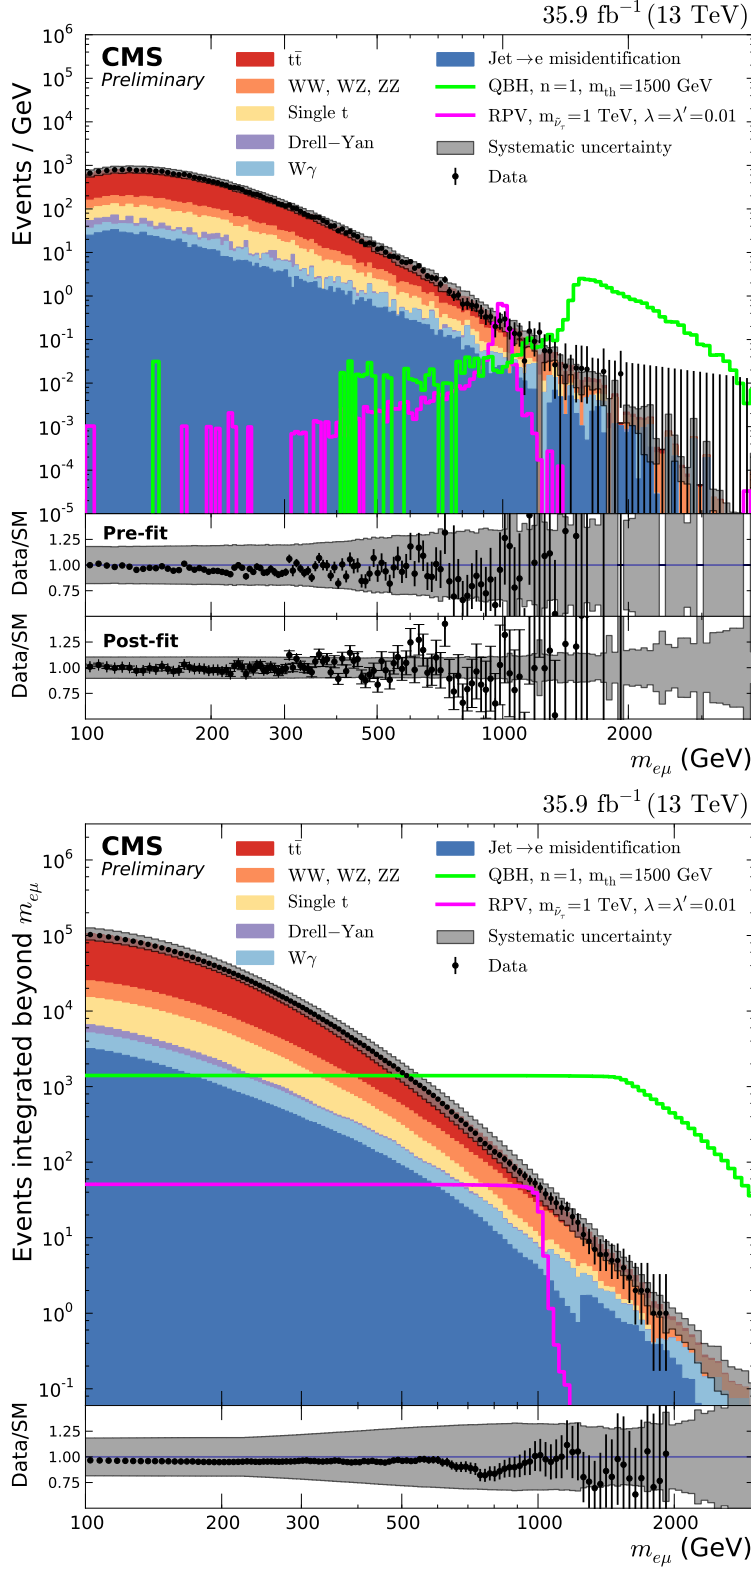 35.9 fb⁻¹ (13 TeV)
CMS
Preliminary
tt̄
WW, WZ, ZZ
Single t
Drell−Yan
Wγ
Jet→e misidentification
QBH, n=1, m_th=1500 GeV
RPV, m_ν̃_τ=1 TeV, λ=λ′=0.01
Systematic uncertainty
Data
Events / GeV
10⁶
10⁵
10⁴
10³
10²
10¹
10⁰
10⁻¹
10⁻²
10⁻³
10⁻⁴
10⁻⁵
Pre-fit
Data/SM
1.25
1.00
0.75
Post-fit
Data/SM
1.25
1.00
0.75
100 200 300 500 1000 2000
m_eμ (GeV)
35.9 fb⁻¹ (13 TeV)
CMS
Preliminary
tt̄
WW, WZ, ZZ
Single t
Drell−Yan
Wγ
Jet→e misidentification
QBH, n=1, m_th=1500 GeV
RPV, m_ν̃_τ=1 TeV, λ=λ′=0.01
Systematic uncertainty
Data
Events integrated beyond m_eμ
10⁶
10⁵
10⁴
10³
10²
10¹
10⁰
10⁻¹
Data/SM
1.25
1.00
0.75
100 200 300 500 1000 2000
m_eμ (GeV)